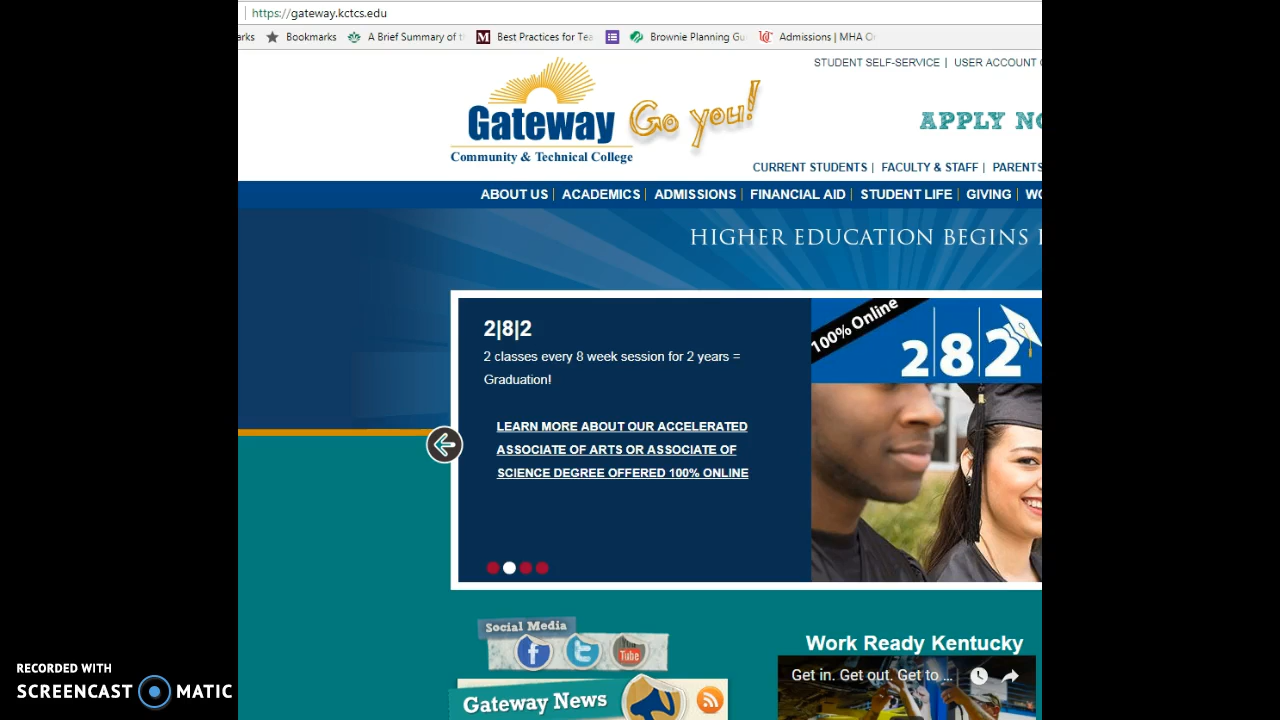 https://gateway.kctcs.edu
arks Bookmarks A Brief Summary of t Best Practices for Tea Brownie Planning Gu Admissions | MHA O
STUDENT SELF-SERVICE | USER ACCOUNT
Gateway Go you!
Community & Technical College
APPLY NO
CURRENT STUDENTS | FACULTY & STAFF | PARENTS
ABOUT US | ACADEMICS | ADMISSIONS | FINANCIAL AID | STUDENT LIFE | GIVING | WO
HIGHER EDUCATION BEGINS
2|8|2
2 classes every 8 week session for 2 years =
Graduation!
LEARN MORE ABOUT OUR ACCELERATED
ASSOCIATE OF ARTS OR ASSOCIATE OF
SCIENCE DEGREE OFFERED 100% ONLINE
100% Online
2|8|2
Social Media
You Tube
Gateway News
Work Ready Kentucky
Get in. Get out. Get to ...
RECORDED WITH
SCREENCAST MATIC